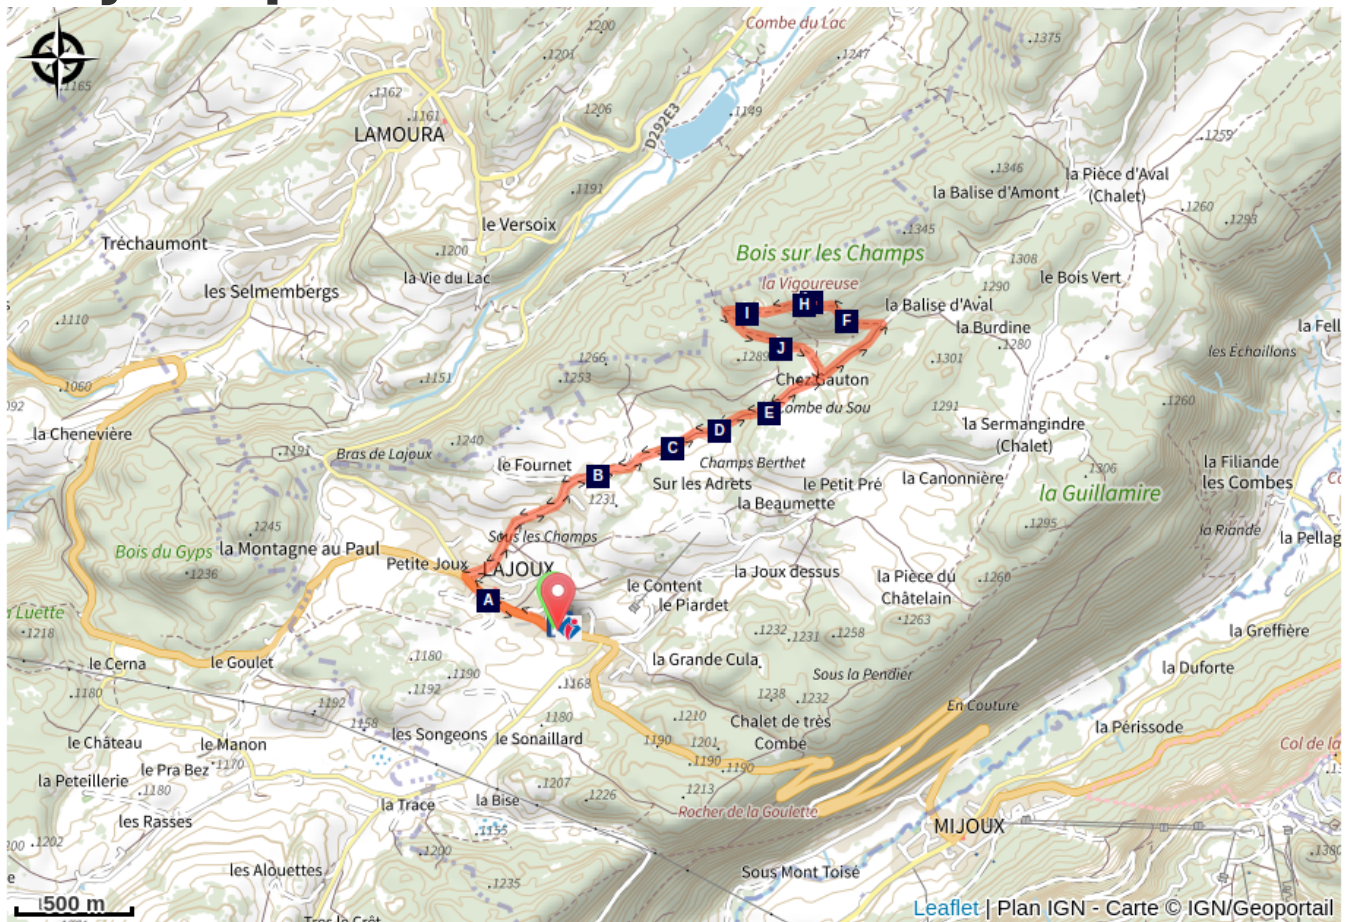 Combe du Lac
1200
1375
1201
1247
1165
1162
1206
1149
1161
LAMOURA
D292E3
1259
1346
la Pièce d'Aval
(Chalet)
1191
la Balise d'Amont
1260
1293
le Versoix
1345
Tréchaumont
1200
Bois sur les Champs
1308
la Vie du Lac
le Bois Vert
les Selmembergs
la Vigoureuse
1290
la Balise d'Aval
H
I
F
1110
la Burdine
la Fell
1280
J
1266
1289
1301
les Échaillons
1253
1151
Chez Gauton
1060
1260
092
E
Combe du Sou
1291
la Chenevière
D
la Sermangindre
(Chalet)
1240
C
1191
Bras de Lajoux
le Fournet
Champs Berthet
1306
la Filiande
B
Sur les Adrets
le Petit Pré
la Canonnière
les Combes
1231
la Beaumette
la Guillamire
1245
1295
la Riande
Sous les Champs
la Pellag
Bois du Gyps
la Montagne au Paul
Petite Joux
LAJOUX
1236
la Joux dessus
la Pièce du
Châtelain
1260
le Content
A
le Piardet
a Luette
1263
1218
1232
1231
1258
la Greffière
1180
le Cerna
le Goulet
1190
la Grande Cula
la Duforte
Sous la Pendier
1180
1192
1168
1238
1232
1192
En Couture
1158
1180
1210
Chalet de très
Combe
la Périssode
les Songeons
le Sonaillard
le Château
le Manon
1190
1201
Col de la
1170
le Pra Bez
1190
1190
la Peteillerie
1180
1207
1213
la Bise
1226
la Trace
Rocher de la Goulette
les Rasses
MIJOUX
1155
1202
1200
les Alouettes
Sous Mont Toisé
1235
1380
500 m
Leaflet | Plan IGN - Carte © IGN/Geoportail